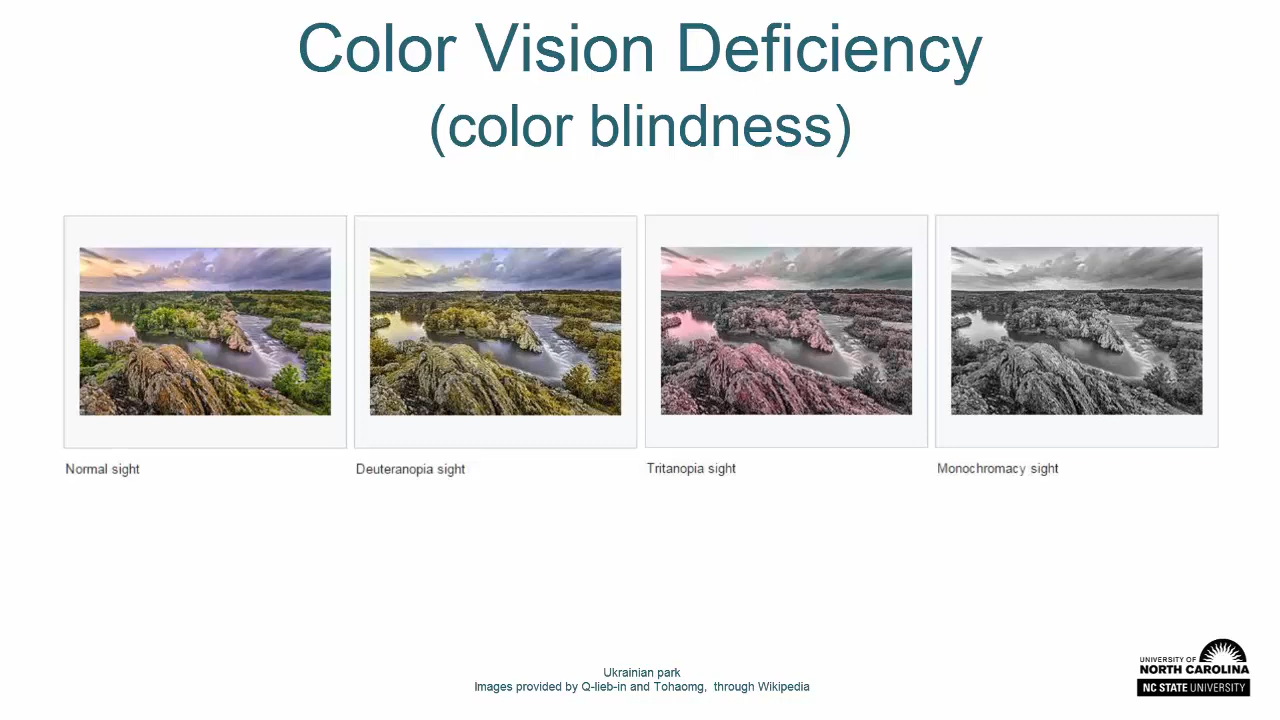 Color Vision Deficiency
(color blindness)
Normal sight
Deuteranopia sight
Tritanopia sight
Monochromacy sight
Ukrainian park
Images provided by Q-lieb-in and Tohaomg, through Wikipedia
UNIVERSITY OF
NORTH CAROLINA
NC STATE UNIVERSITY